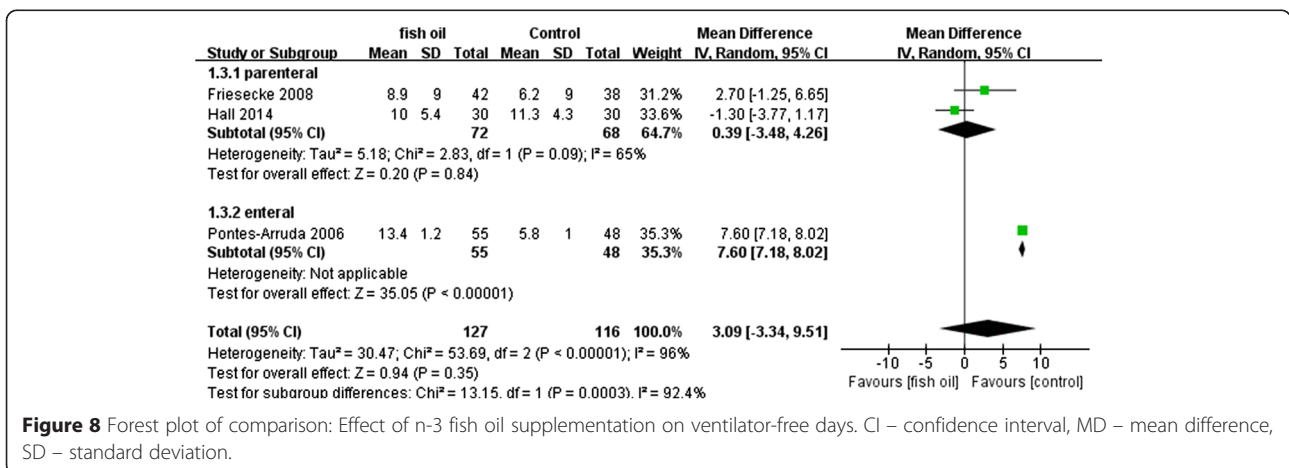 fish oil Control Mean Difference Mean Difference
Study or Subgroup Mean SD Total Mean SD Total Weight IV, Random, 95% CI IV, Random, 95% CI
1.3.1 parenteral
Friesecke 2008 8.9 9 42 6.2 9 38 31.2% 2.70 [-1.25, 6.65]
Hall 2014 10 5.4 30 11.3 4.3 30 33.6% -1.30 [-3.77, 1.17]
Subtotal (95% CI) 72 68 64.7% 0.39 [-3.48, 4.26]
Heterogeneity: Tau² = 5.18; Chi² = 2.83, df = 1 (P = 0.09); I² = 65%
Test for overall effect: Z = 0.20 (P = 0.84)
1.3.2 enteral
Pontes-Arruda 2006 13.4 1.2 55 5.8 1 48 35.3% 7.60 [7.18, 8.02]
Subtotal (95% CI) 55 48 35.3% 7.60 [7.18, 8.02]
Heterogeneity: Not applicable
Test for overall effect: Z = 35.05 (P < 0.00001)
Total (95% CI) 127 116 100.0% 3.09 [-3.34, 9.51]
Heterogeneity: Tau² = 30.47; Chi² = 53.69, df = 2 (P < 0.00001); I² = 96%
Test for overall effect: Z = 0.94 (P = 0.35)
Test for subgroup differences: Chi² = 13.15. df = 1 (P = 0.0003). I² = 92.4%
-10 -5 0 5 10
Favours [fish oil] Favours [control]
Figure 8 Forest plot of comparison: Effect of n-3 fish oil supplementation on ventilator-free days. CI – confidence interval, MD – mean difference,
SD – standard deviation.